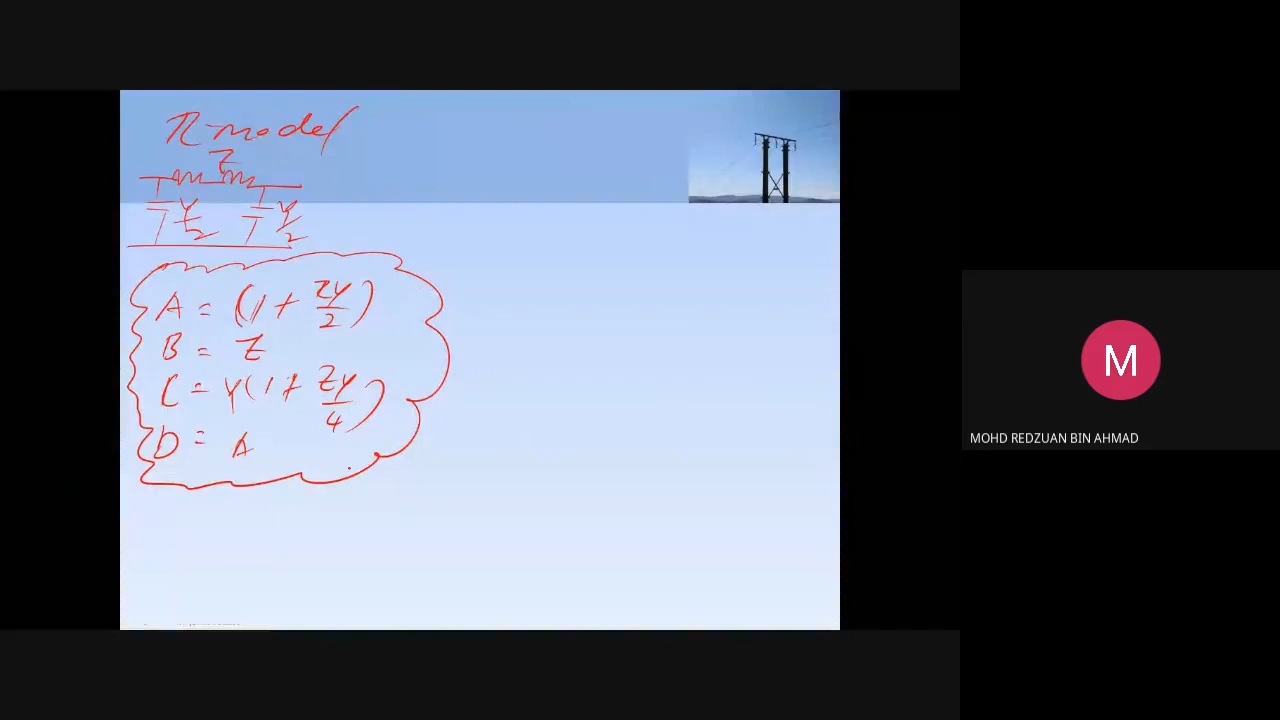 π-model
Z
Y/2 Y/2
A = (1 + ZY/2)
B = Z
C = Y(1 + ZY/4)
D = A
M
MOHD REDZUAN BIN AHMAD